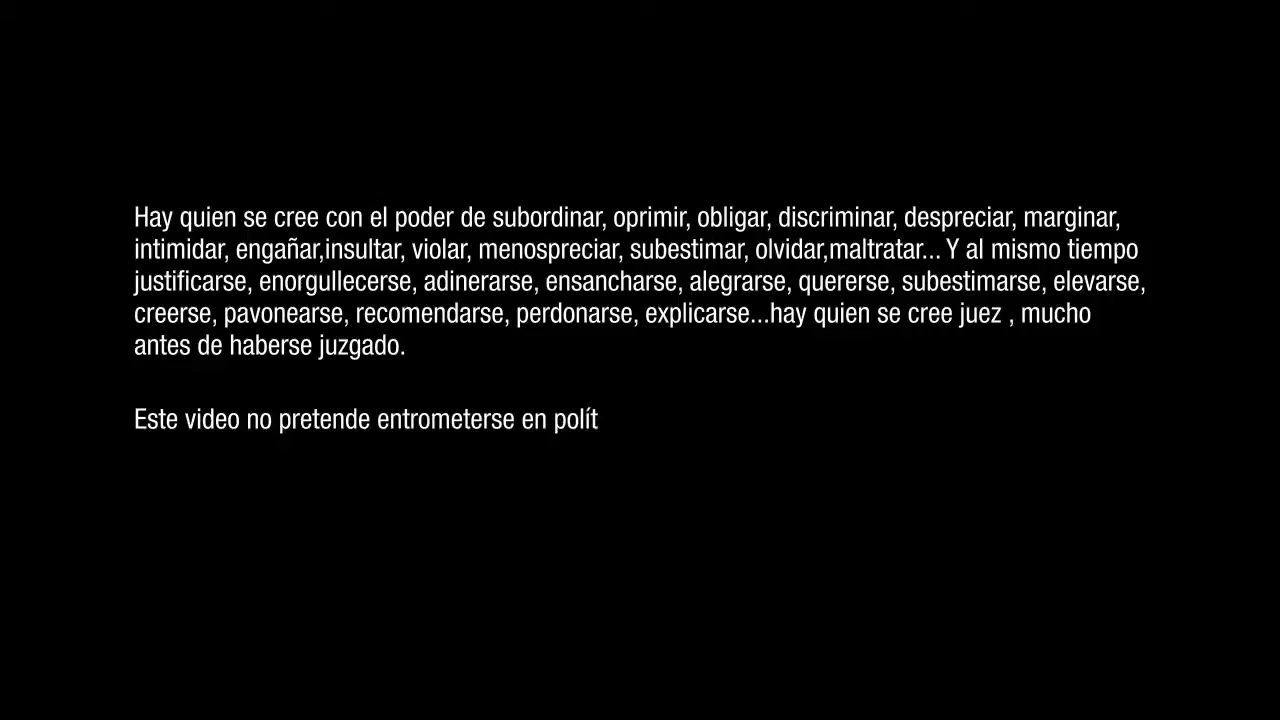 Hay quien se cree con el poder de subordinar, oprimir, obligar, discriminar, despreciar, marginar,
intimidar, engañar,insultar, violar, menospreciar, subestimar, olvidar,maltratar... Y al mismo tiempo
justificarse, enorgullecerse, adinerarse, ensancharse, alegrarse, quererse, subestimarse, elevarse,
creerse, pavonearse, recomendarse, perdonarse, explicarse...hay quien se cree juez , mucho
antes de haberse juzgado.
Este video no pretende entrometerse en polít